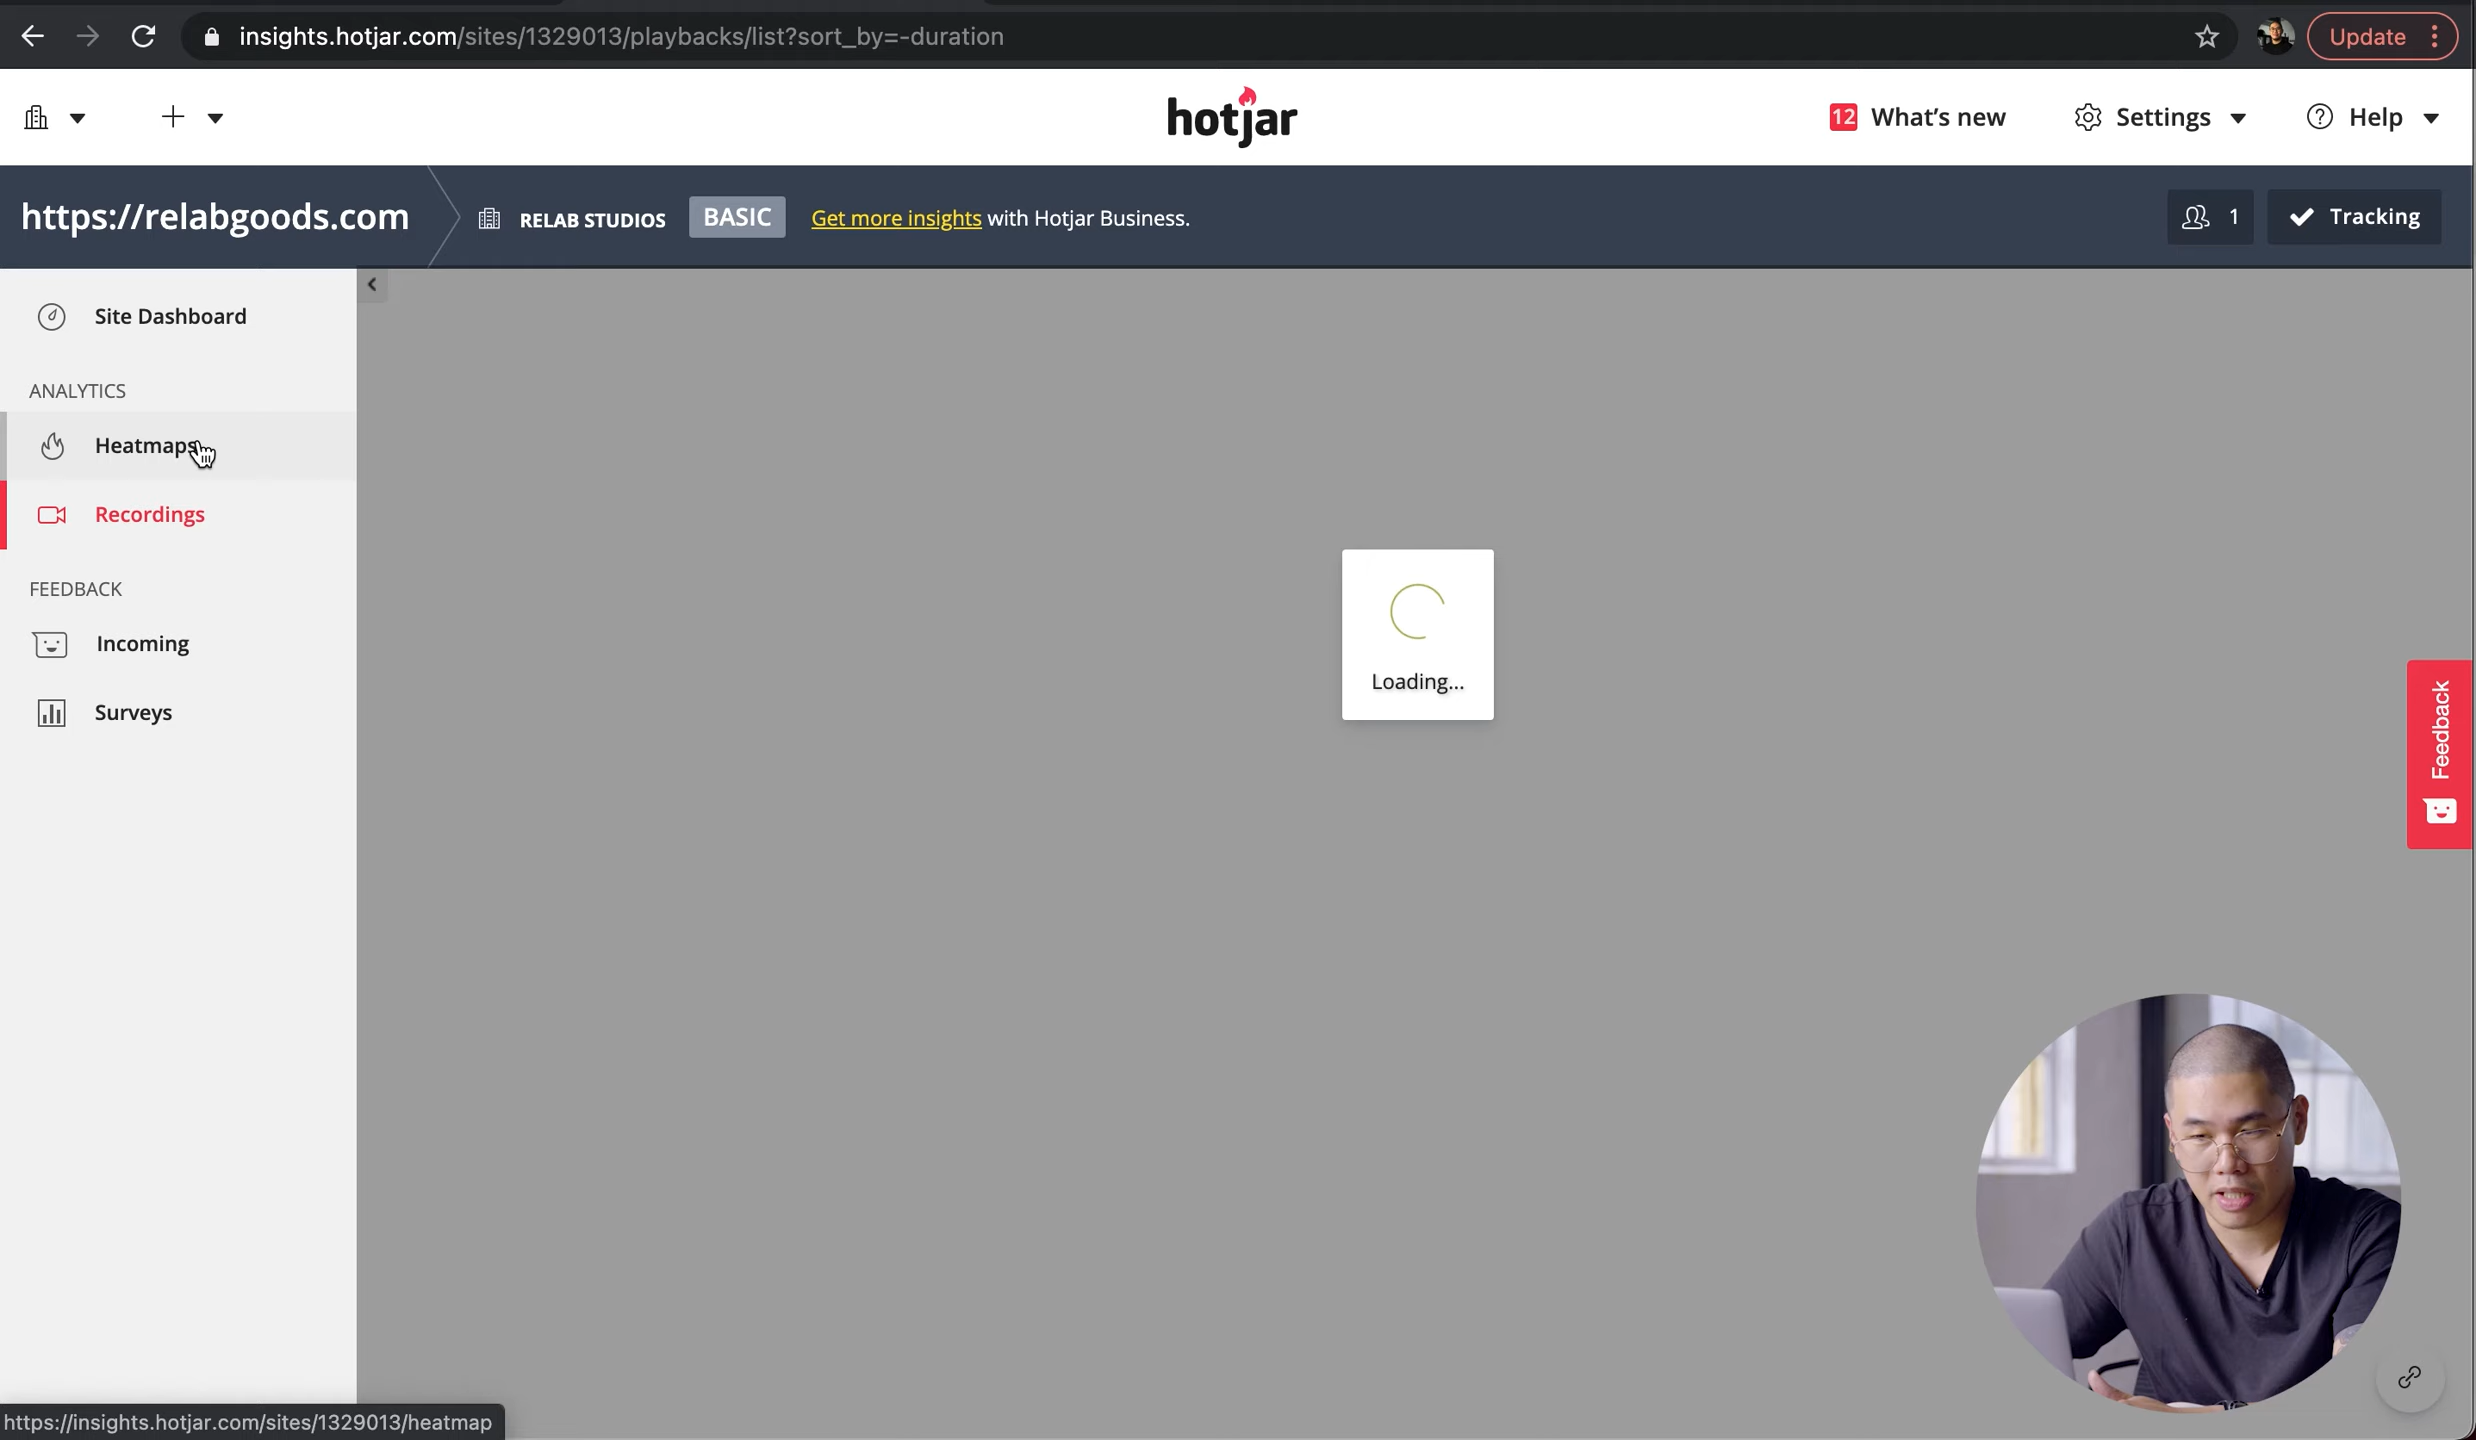 insights.hotjar.com/sites/1329013/playbacks/list?sort_by=-duration
Update
hotjar
12 What's new
Settings
Help
https://relabgoods.com
RELAB STUDIOS
BASIC
Get more insights with Hotjar Business.
1
Tracking
Site Dashboard
ANALYTICS
Heatmaps
Recordings
FEEDBACK
Incoming
Surveys
Loading...
Feedback
https://insights.hotjar.com/sites/1329013/heatmap